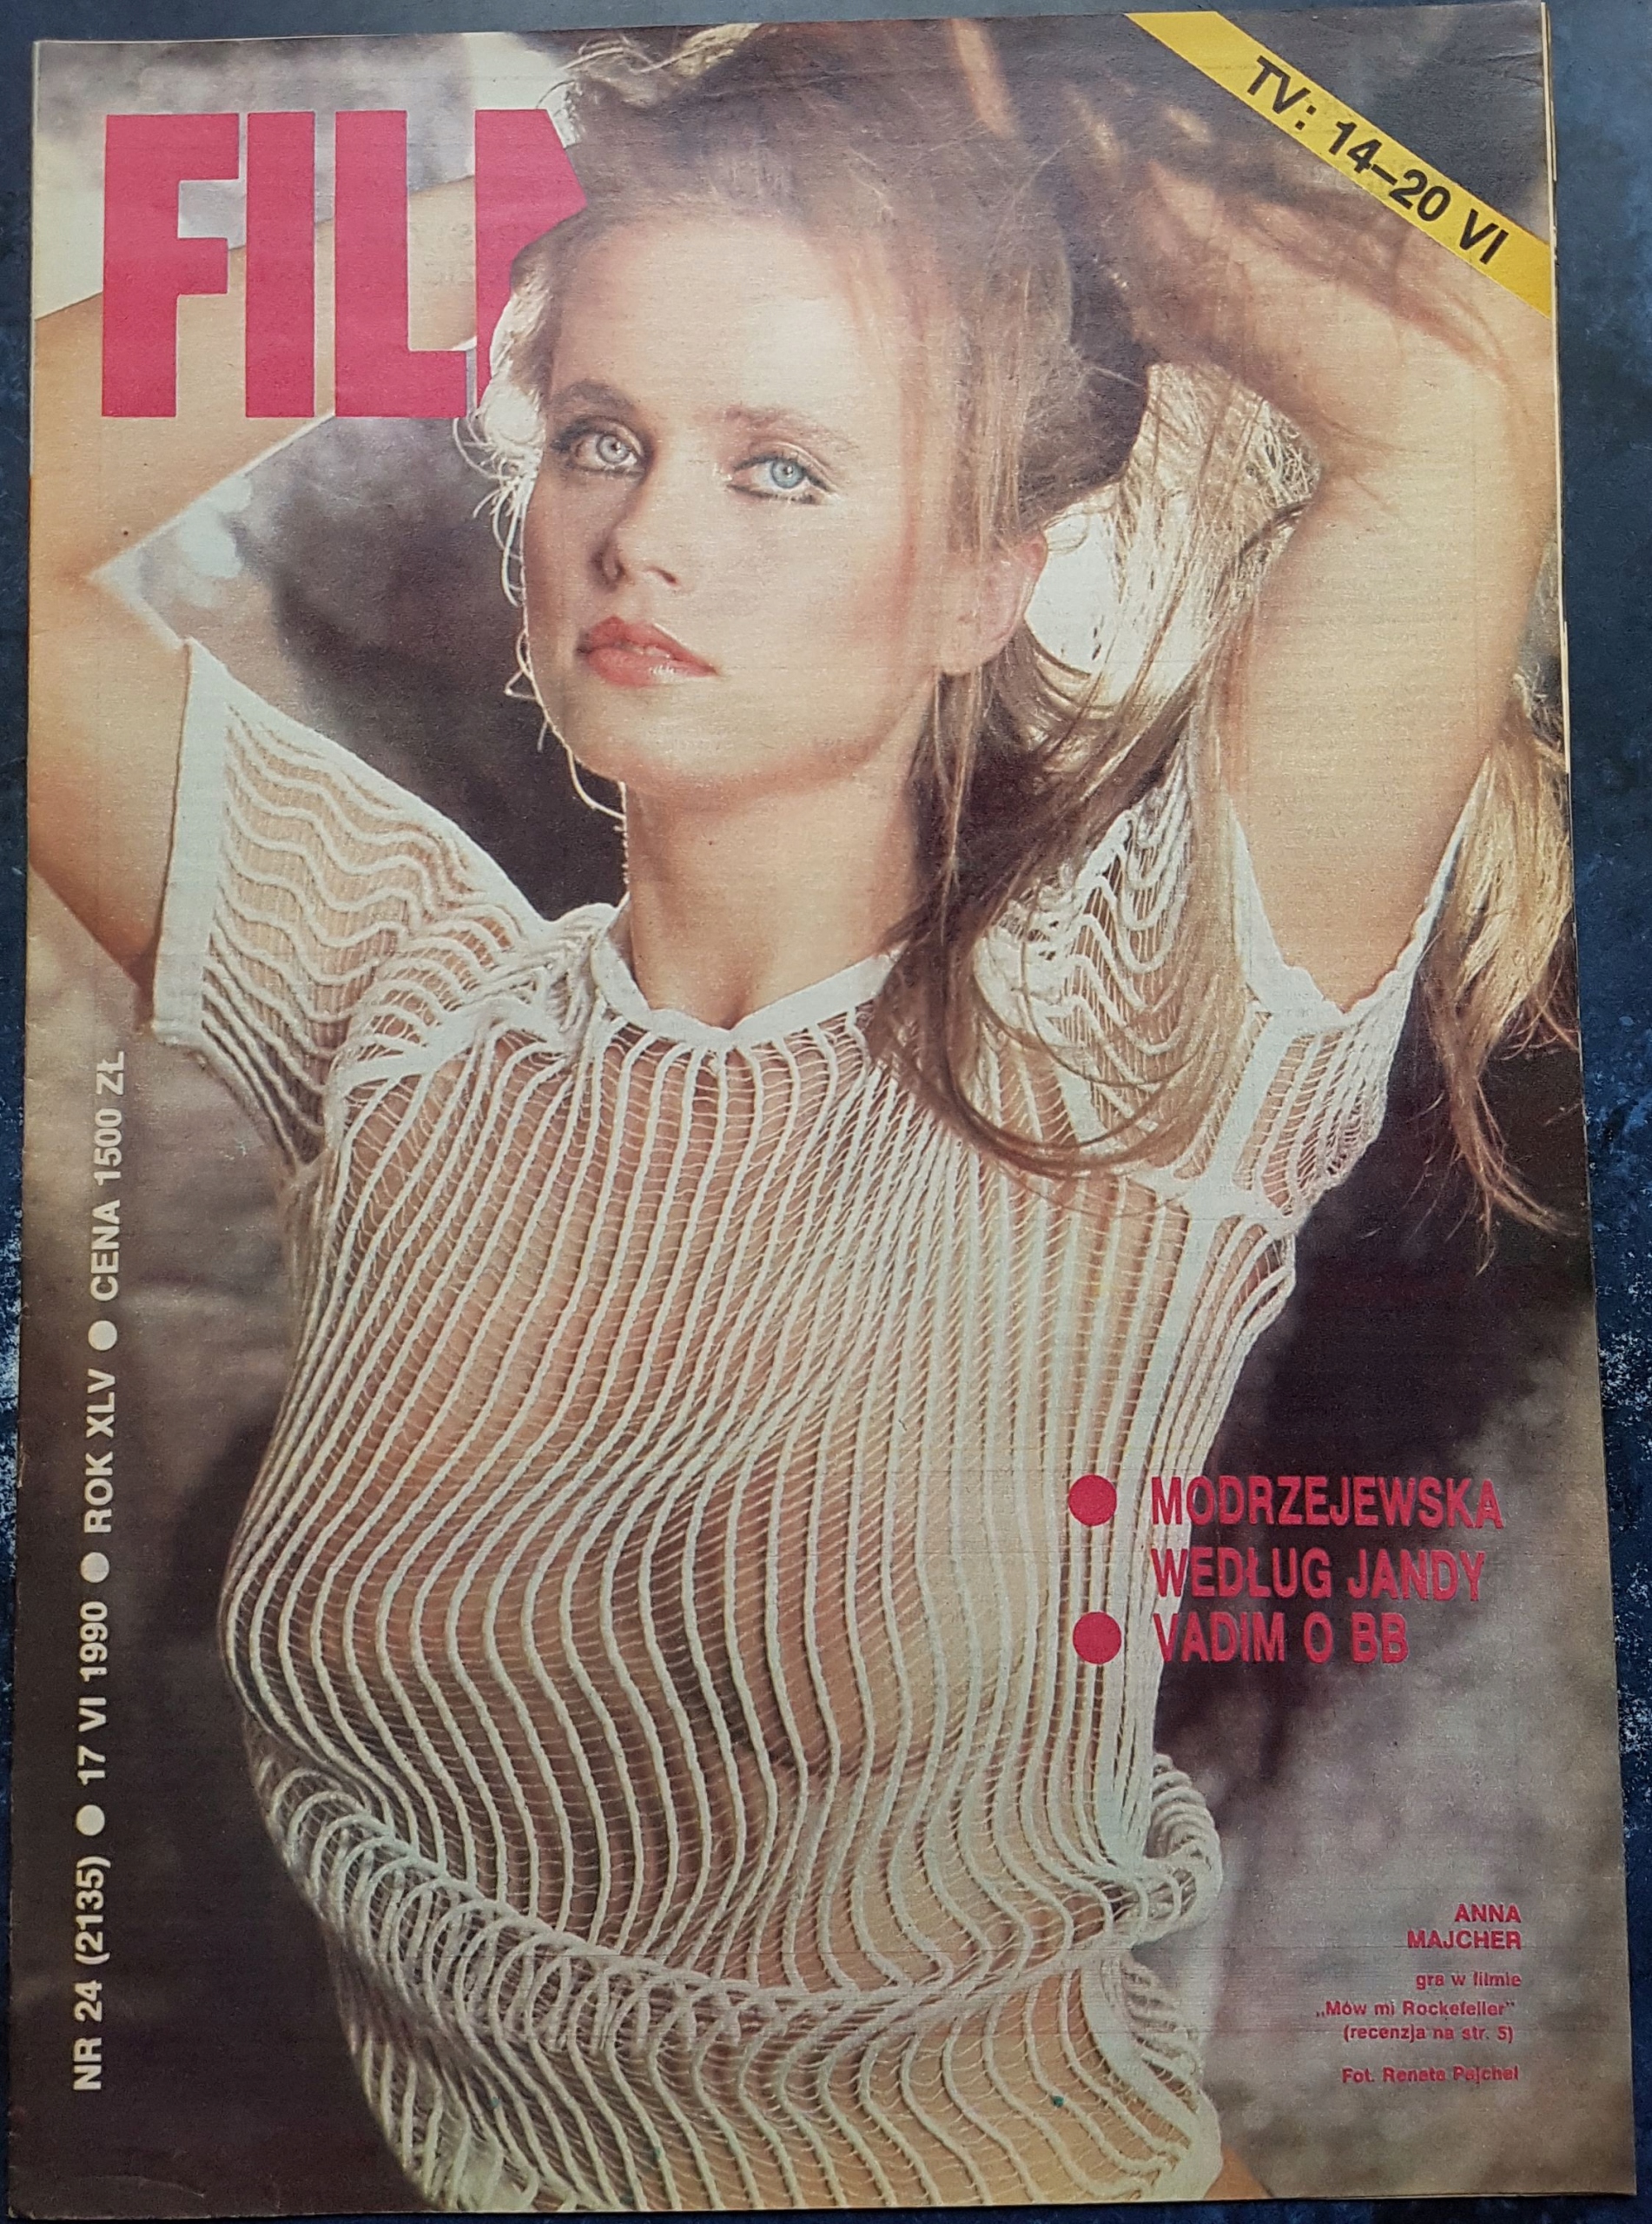 FILM
TV: 14–20 VI
NR 24 (2135) ● 17 VI 1990 ● ROK XLV ● CENA 1500 ZŁ
● MODRZEJEWSKA
WEDŁUG JANDY
● VADIM O BB
ANNA
MAJCHER
gra w filmie
„Mów mi Rockefeller”
(recenzja na str. 5)
Fot. Renata Pajchel